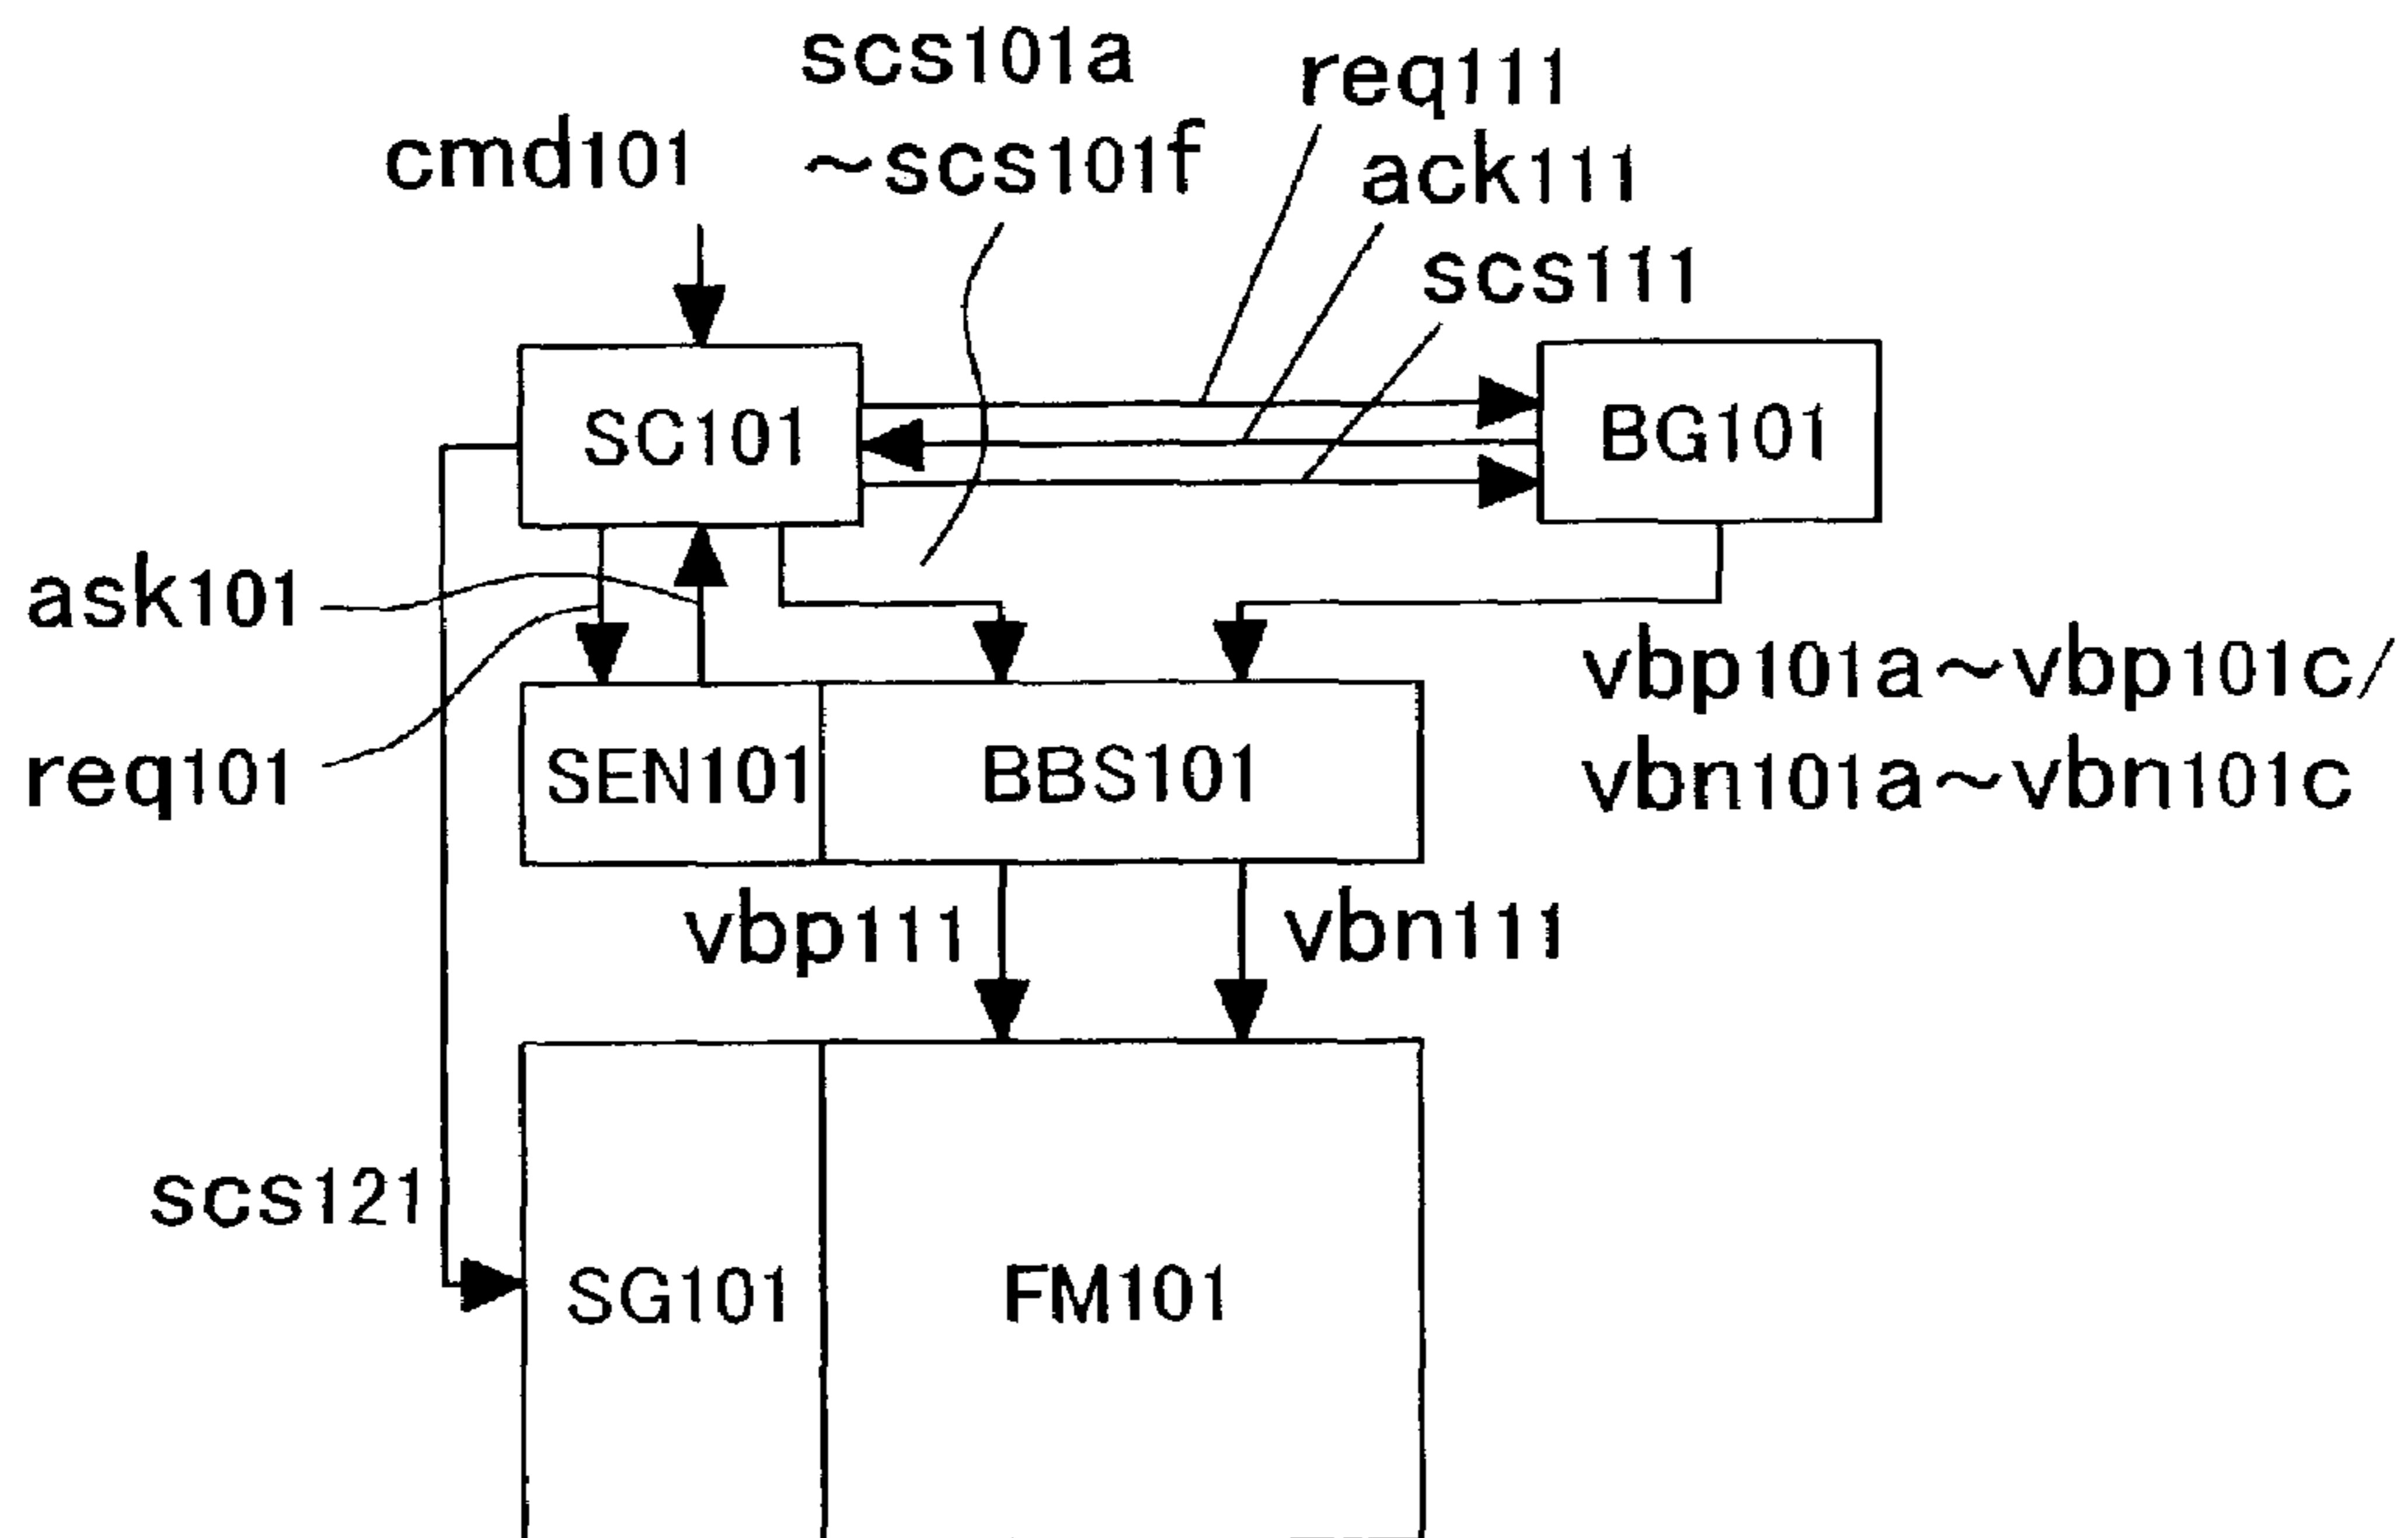 scs101a
~scs101f
cmd101
req111
ack111
scs111
SC101
BG101
ask101
req101
SEN101
BBS101
vbp101a~vbp101c/
vbn101a~vbn101c
vbp111
vbn111
scs121
SG101
FM101